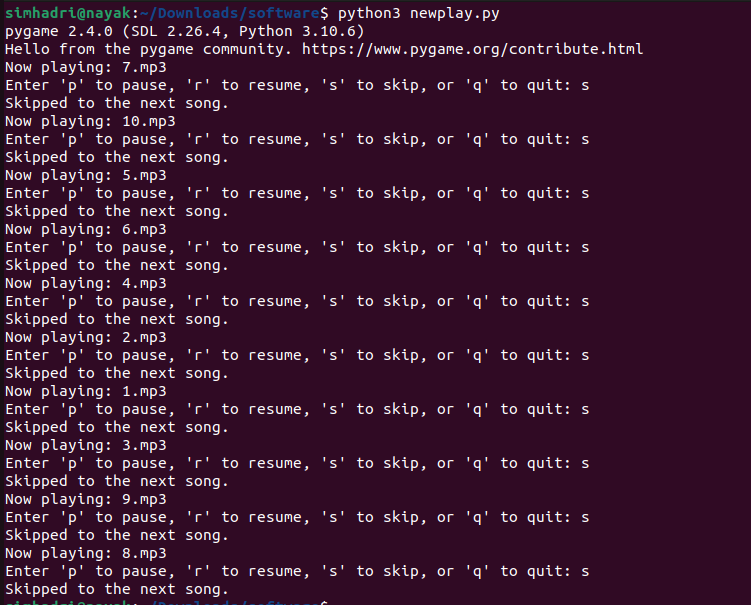 simhadri@nayak:~/Downloads/software$ python3 newplay.py
pygame 2.4.0 (SDL 2.26.4, Python 3.10.6)
Hello from the pygame community. https://www.pygame.org/contribute.html
Now playing: 7.mp3
Enter 'p' to pause, 'r' to resume, 's' to skip, or 'q' to quit: s
Skipped to the next song.
Now playing: 10.mp3
Enter 'p' to pause, 'r' to resume, 's' to skip, or 'q' to quit: s
Skipped to the next song.
Now playing: 5.mp3
Enter 'p' to pause, 'r' to resume, 's' to skip, or 'q' to quit: s
Skipped to the next song.
Now playing: 6.mp3
Enter 'p' to pause, 'r' to resume, 's' to skip, or 'q' to quit: s
Skipped to the next song.
Now playing: 4.mp3
Enter 'p' to pause, 'r' to resume, 's' to skip, or 'q' to quit: s
Skipped to the next song.
Now playing: 2.mp3
Enter 'p' to pause, 'r' to resume, 's' to skip, or 'q' to quit: s
Skipped to the next song.
Now playing: 1.mp3
Enter 'p' to pause, 'r' to resume, 's' to skip, or 'q' to quit: s
Skipped to the next song.
Now playing: 3.mp3
Enter 'p' to pause, 'r' to resume, 's' to skip, or 'q' to quit: s
Skipped to the next song.
Now playing: 9.mp3
Enter 'p' to pause, 'r' to resume, 's' to skip, or 'q' to quit: s
Skipped to the next song.
Now playing: 8.mp3
Enter 'p' to pause, 'r' to resume, 's' to skip, or 'q' to quit: s
Skipped to the next song.
simhadri@nayak:~/Downloads/software$